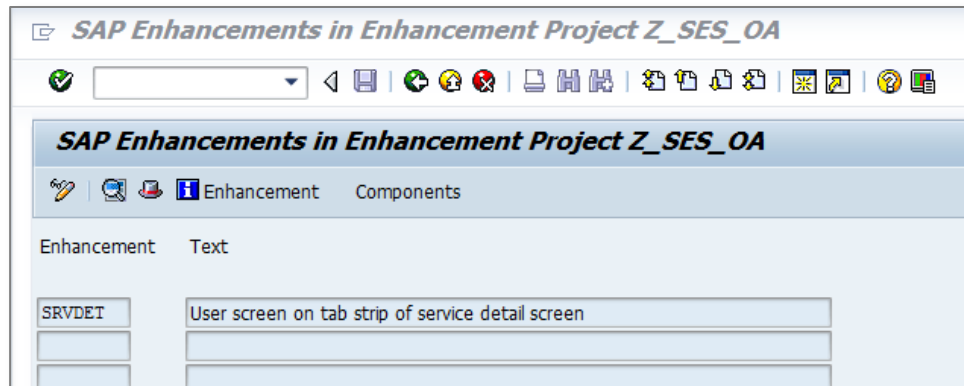 SAP Enhancements in Enhancement Project Z_SES_OA
SAP Enhancements in Enhancement Project Z_SES_OA
Enhancement Components
Enhancement Text
SRVDET User screen on tab strip of service detail screen